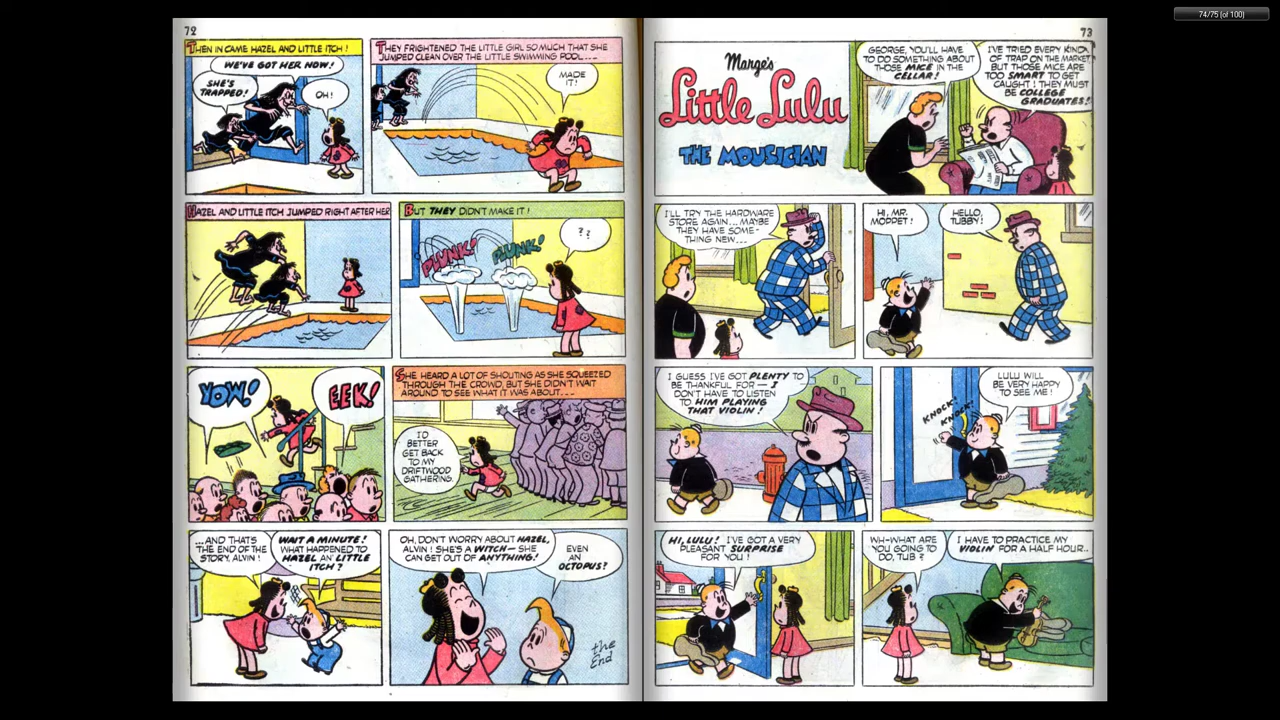 74/75 (of 100)
72
THEN IN CAME HAZEL AND LITTLE ITCH!
WE'VE GOT HER NOW!
SHE'S
TRAPPED!
OH!
THEY FRIGHTENED THE LITTLE GIRL SO MUCH THAT SHE
JUMPED CLEAN OVER THE LITTLE SWIMMING POOL....
MADE
IT!
HAZEL AND LITTLE ITCH JUMPED RIGHT AFTER HER
BUT THEY DIDN'T MAKE IT!
PLUNK!
PLUNK!
??
YOW!
EEK!
SHE HEARD A LOT OF SHOUTING AS SHE SQUEEZED
THROUGH THE CROWD, BUT SHE DIDN'T WAIT
AROUND TO SEE WHAT IT WAS ABOUT....
I'D
BETTER
GET BACK
TO MY
DRIFTWOOD
GATHERING.
...AND THAT'S
THE END OF THE
STORY, ALVIN!
WAIT A MINUTE!
WHAT HAPPENED TO
HAZEL AN' LITTLE
ITCH?
OH, DON'T WORRY ABOUT HAZEL,
ALVIN! SHE'S A WITCH— SHE
CAN GET OUT OF ANYTHING!
EVEN
AN
OCTOPUS?
the
End
73
Marge's
Little Lulu
THE MOUSICIAN
GEORGE, YOU'LL HAVE
TO DO SOMETHING ABOUT
THOSE MICE IN THE
CELLAR!
I'VE TRIED EVERY KIND
OF TRAP ON THE MARKET
BUT THOSE MICE ARE
TOO SMART TO GET
CAUGHT! THEY MUST
BE COLLEGE
GRADUATES!
I'LL TRY THE HARDWARE
STORE AGAIN... MAYBE
THEY HAVE SOME-
THING NEW...
HI, MR.
MOPPET!
HELLO,
TUBBY!
I GUESS I'VE GOT PLENTY TO
BE THANKFUL FOR — I
DON'T HAVE TO LISTEN
TO HIM PLAYING
THAT VIOLIN!
KNOCK!
KNOCK!
LULU WILL
BE VERY HAPPY
TO SEE ME!
HI, LULU! I'VE GOT A VERY
PLEASANT SURPRISE
FOR YOU!
WH-WHAT ARE
YOU GOING TO
DO, TUB?
I HAVE TO PRACTICE MY
VIOLIN FOR A HALF HOUR..